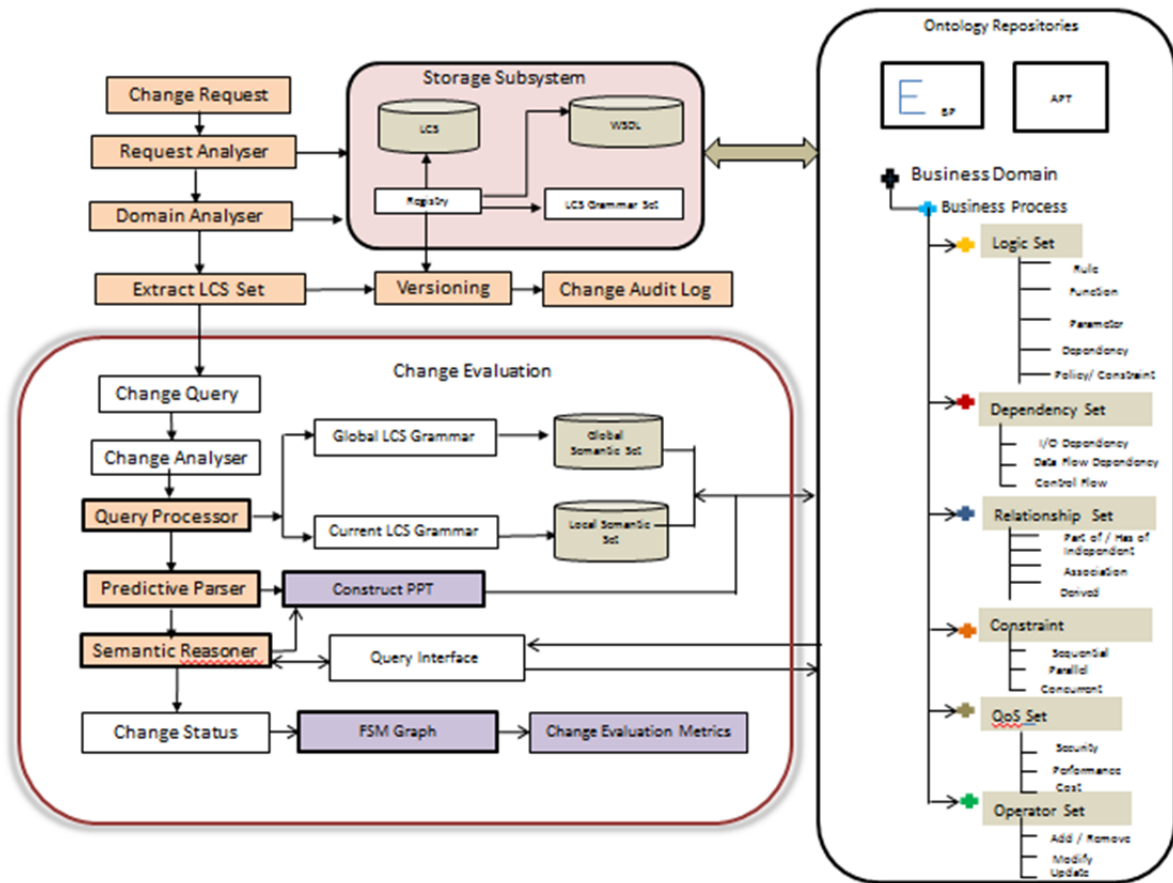 Change Request
Request Analyser
Domain Analyser
Extract LCS Set
Storage Subsystem
LCS
WSDL
Registry
LCS Grammar Set
Versioning
Change Audit Log
Change Evaluation
Change Query
Change Analyser
Query Processor
Predictive Parser
Semantic Reasoner
Change Status
Global LCS Grammar
Current LCS Grammar
Global
Semantic Set
Local Semantic
Set
Construct PPT
Query Interface
FSM Graph
Change Evaluation Metrics
Ontology Repositories
E BP
APT
Business Domain
Business Process
Logic Set
Rule
Function
Parameter
Dependency
Policy/ Constraint
Dependency Set
I/O Dependency
Data Flow Dependency
Control Flow
Relationship Set
Part of / Has of
Independent
Association
Derived
Constraint
Sequential
Parallel
Concurrent
QoS Set
Security
Performance
Cost
Operator Set
Add / Remove
Modify
Update